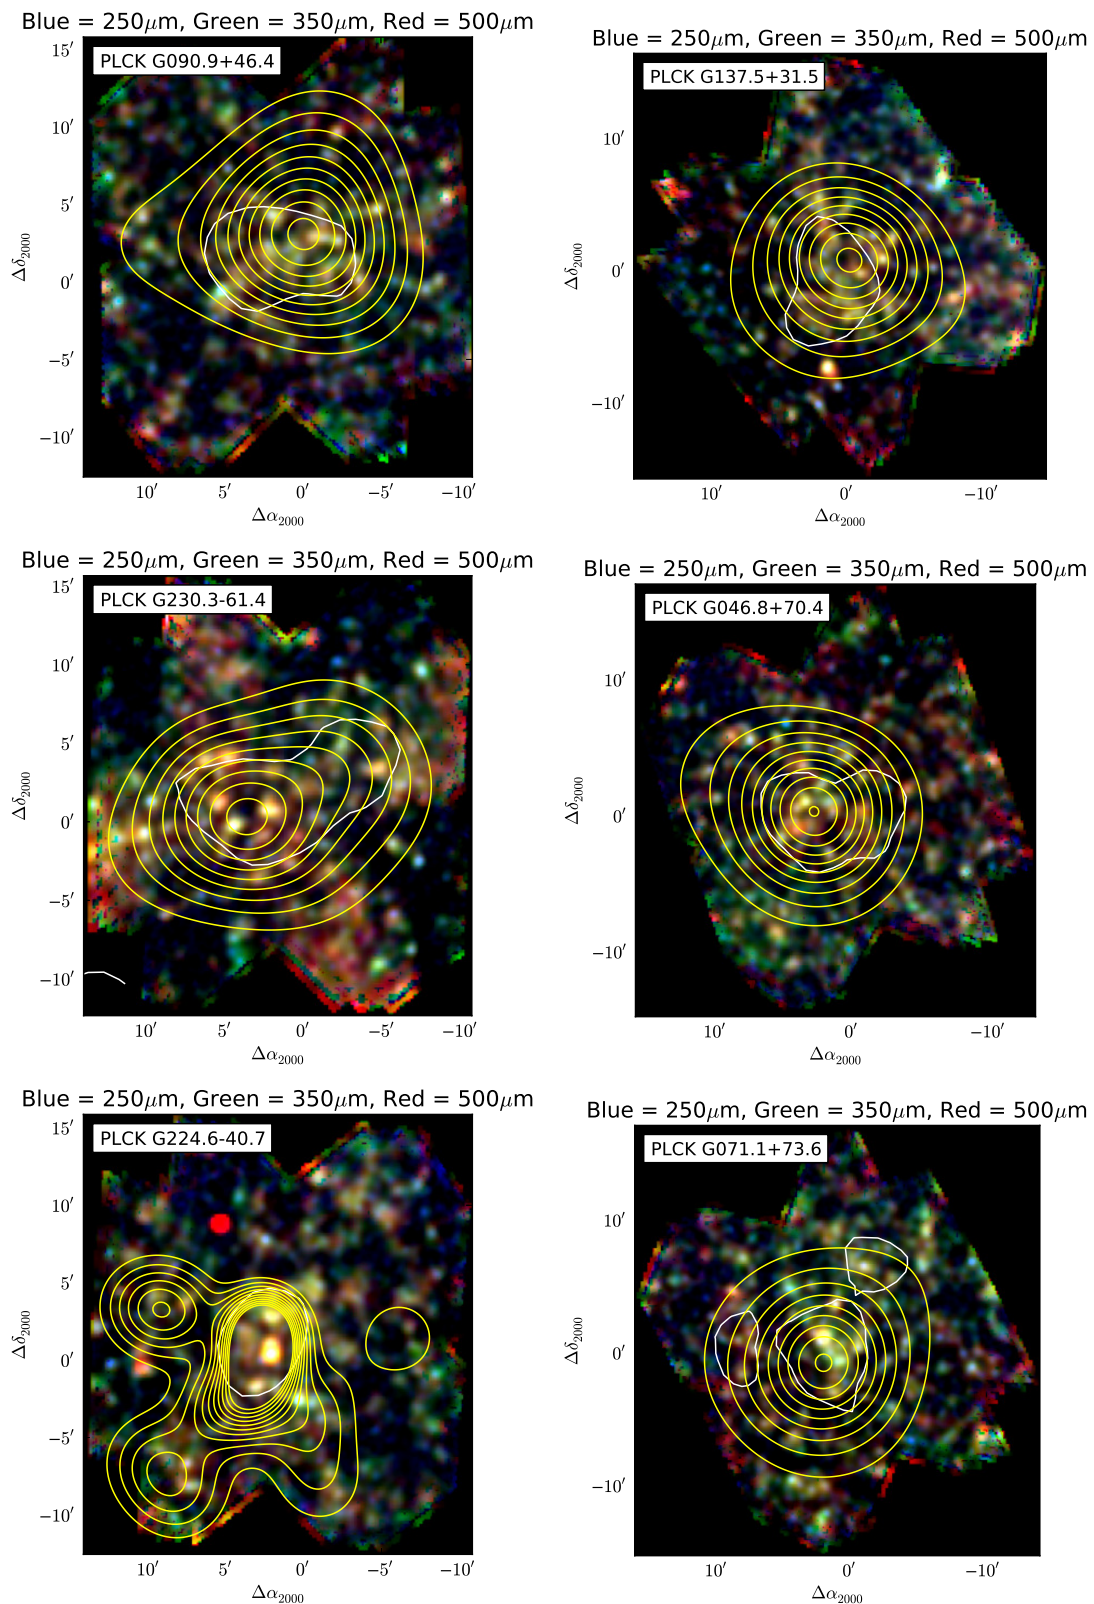 Blue = 250μm, Green = 350μm, Red = 500μm
PLCK G090.9+46.4
15′
10′
5′
0′
−5′
−10′
Δδ2000
10′ 5′ 0′ −5′ −10′
Δα2000
Blue = 250μm, Green = 350μm, Red = 500μm
PLCK G137.5+31.5
10′
0′
−10′
Δδ2000
10′ 0′ −10′
Δα2000
Blue = 250μm, Green = 350μm, Red = 500μm
PLCK G230.3-61.4
15′
10′
5′
0′
−5′
−10′
Δδ2000
10′ 5′ 0′ −5′ −10′
Δα2000
Blue = 250μm, Green = 350μm, Red = 500μm
PLCK G046.8+70.4
10′
0′
−10′
Δδ2000
10′ 0′ −10′
Δα2000
Blue = 250μm, Green = 350μm, Red = 500μm
PLCK G224.6-40.7
15′
10′
5′
0′
−5′
−10′
Δδ2000
10′ 5′ 0′ −5′ −10′
Δα2000
Blue = 250μm, Green = 350μm, Red = 500μm
PLCK G071.1+73.6
10′
0′
−10′
Δδ2000
10′ 0′ −10′
Δα2000